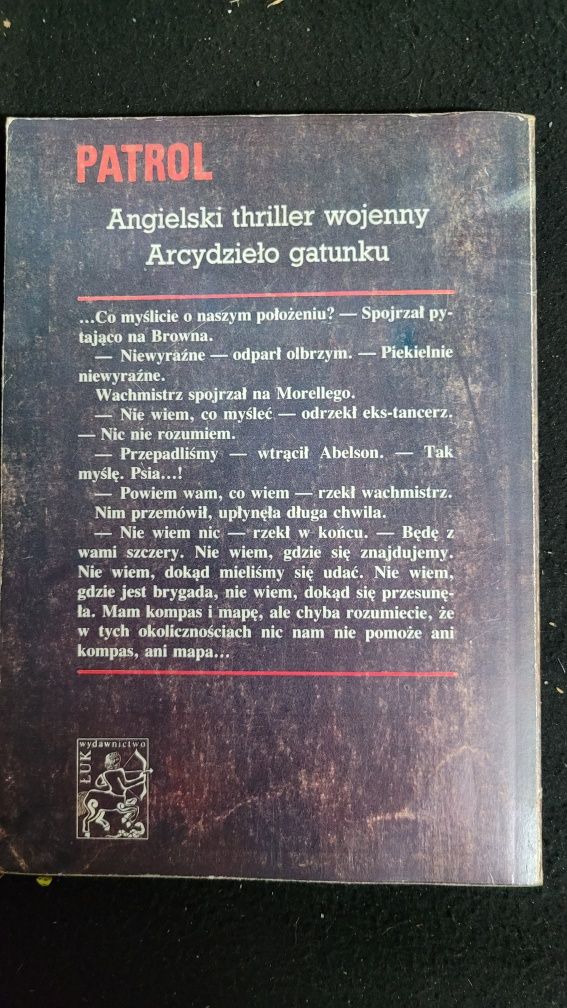 PATROL
Angielski thriller wojenny
Arcydzieło gatunku
...Co myślicie o naszym położeniu? — Spojrzał py-
tająco na Browna.
— Niewyraźne — odparł olbrzym. — Piekielnie
niewyraźne.
Wachmistrz spojrzał na Morellego.
— Nie wiem, co myśleć — odrzekł eks-tancerz.
— Nic nie rozumiem.
— Przepadliśmy — wtrącił Abelson. — Tak
myślę. Psia...!
— Powiem wam, co wiem — rzekł wachmistrz.
Nim przemówił, upłynęła długa chwila.
— Nie wiem nic — rzekł w końcu. — Będę z
wami szczery. Nie wiem, gdzie się znajdujemy.
Nie wiem, dokąd mieliśmy się udać. Nie wiem,
gdzie jest brygada, nie wiem, dokąd się przesunę-
ła. Mam kompas i mapę, ale chyba rozumiecie, że
w tych okolicznościach nic nam nie pomoże ani
kompas, ani mapa...
wydawnictwo
ŁUK